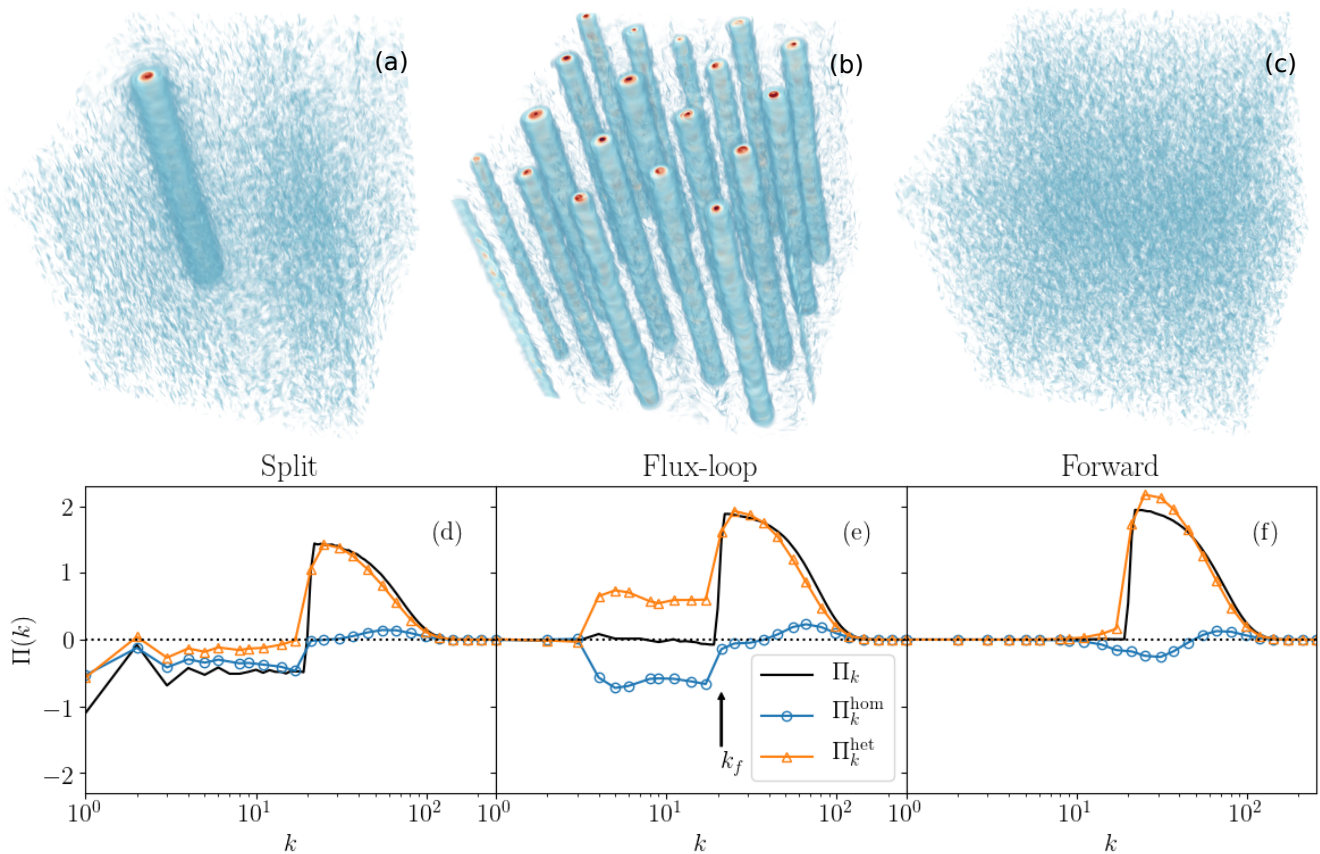 (a)
(b)
(c)
Split
Flux-loop
Forward
Π(k)
2
1
0
−1
−2
(d)
(e)
(f)
k_f
Π_k
Π_k^hom
Π_k^het
10^0
10^1
10^2
10^0
10^1
10^2
10^0
10^1
10^2
k
k
k